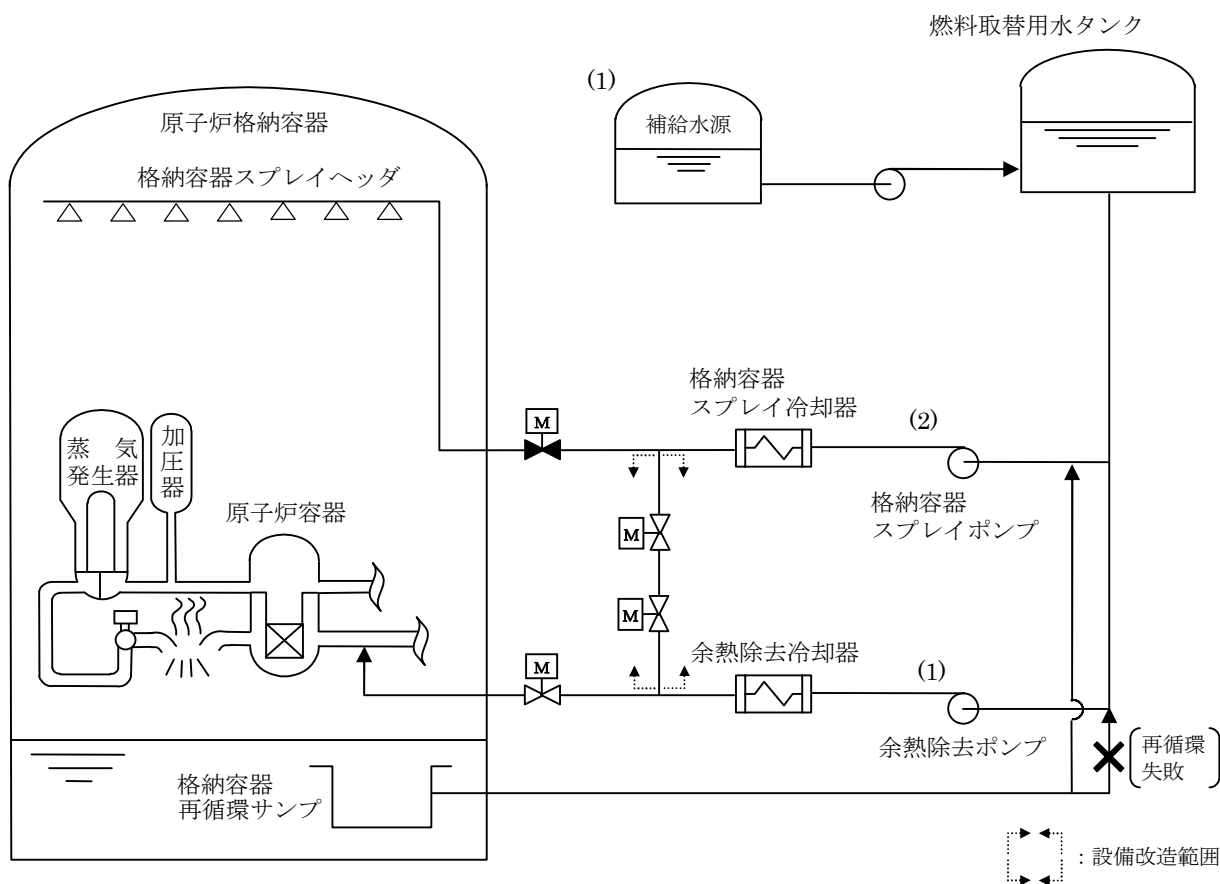 燃料取替用水タンク
(1)
補給水源
原子炉格納容器
格納容器スプレイヘッダ
格納容器
スプレイ冷却器
(2)
M
格納容器
スプレイポンプ
蒸気
発生器
加圧器
原子炉容器
M
M
余熱除去冷却器
(1)
M
余熱除去ポンプ
再循環
失敗
格納容器
再循環サンプ
：設備改造範囲